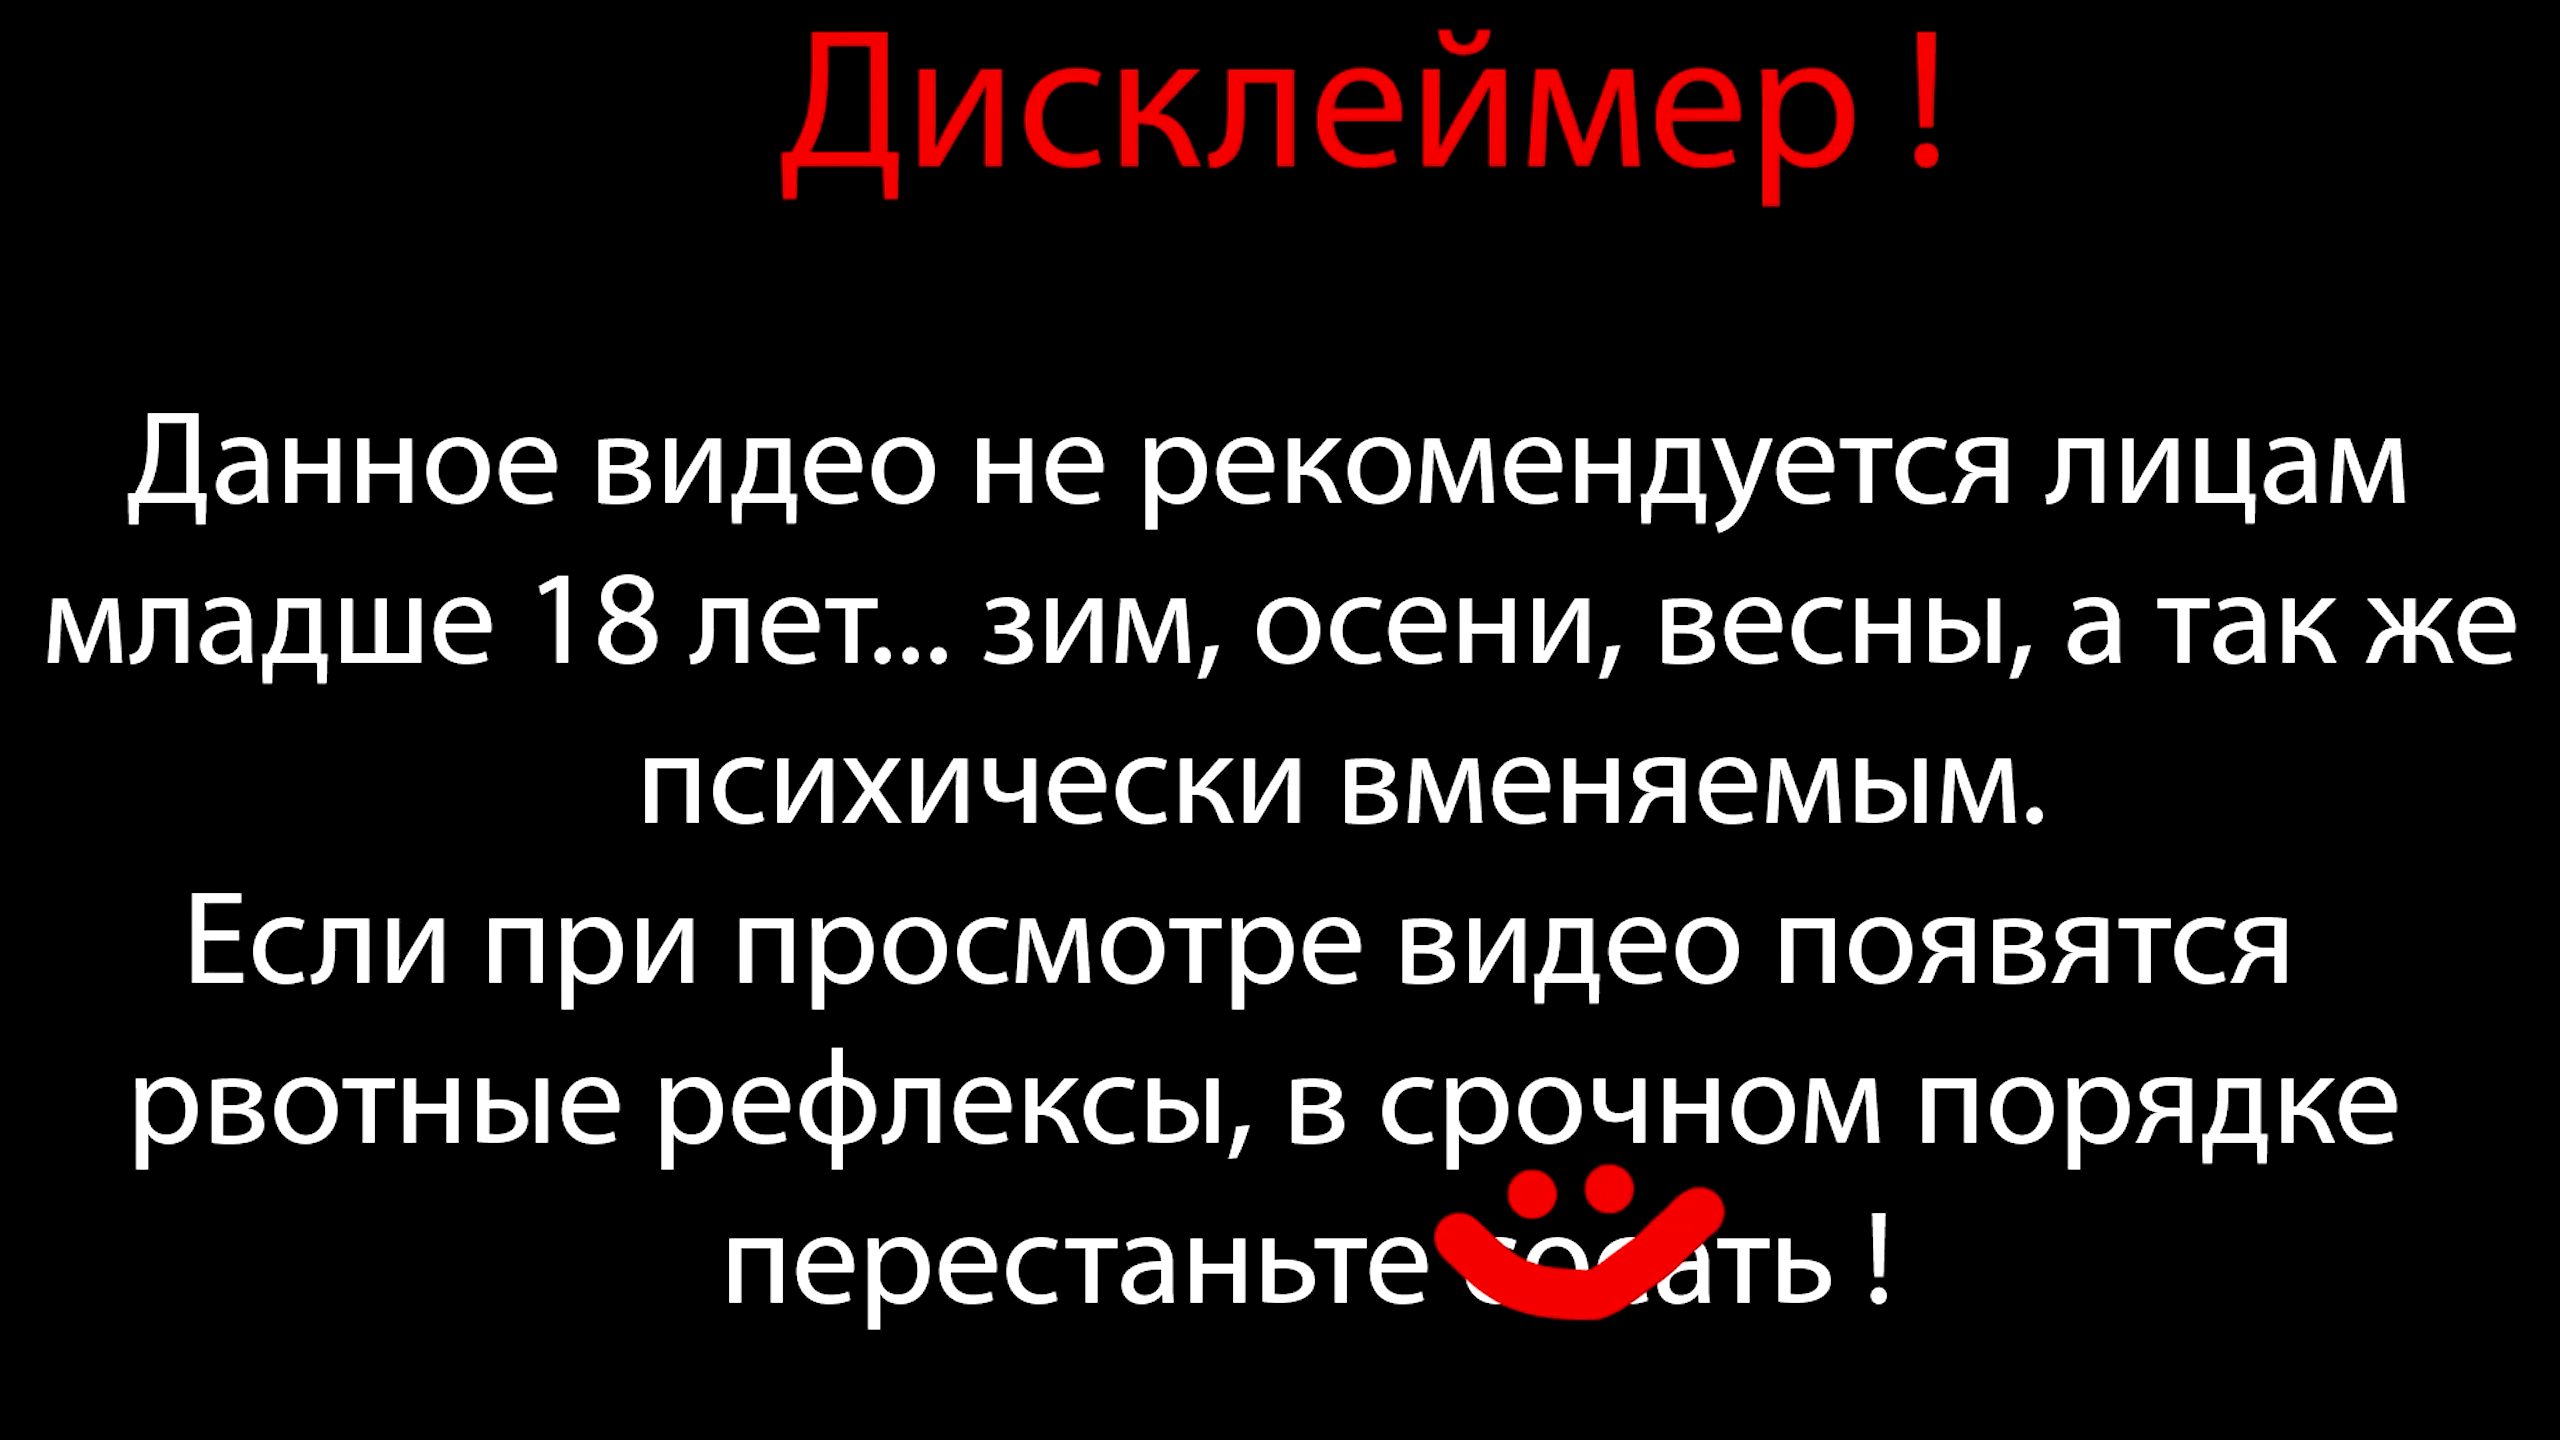 Дисклеймер !
Данное видео не рекомендуется лицам
младше 18 лет... зим, осени, весны, а так же
психически вменяемым.
Если при просмотре видео появятся
рвотные рефлексы, в срочном порядке
перестаньте сосать !